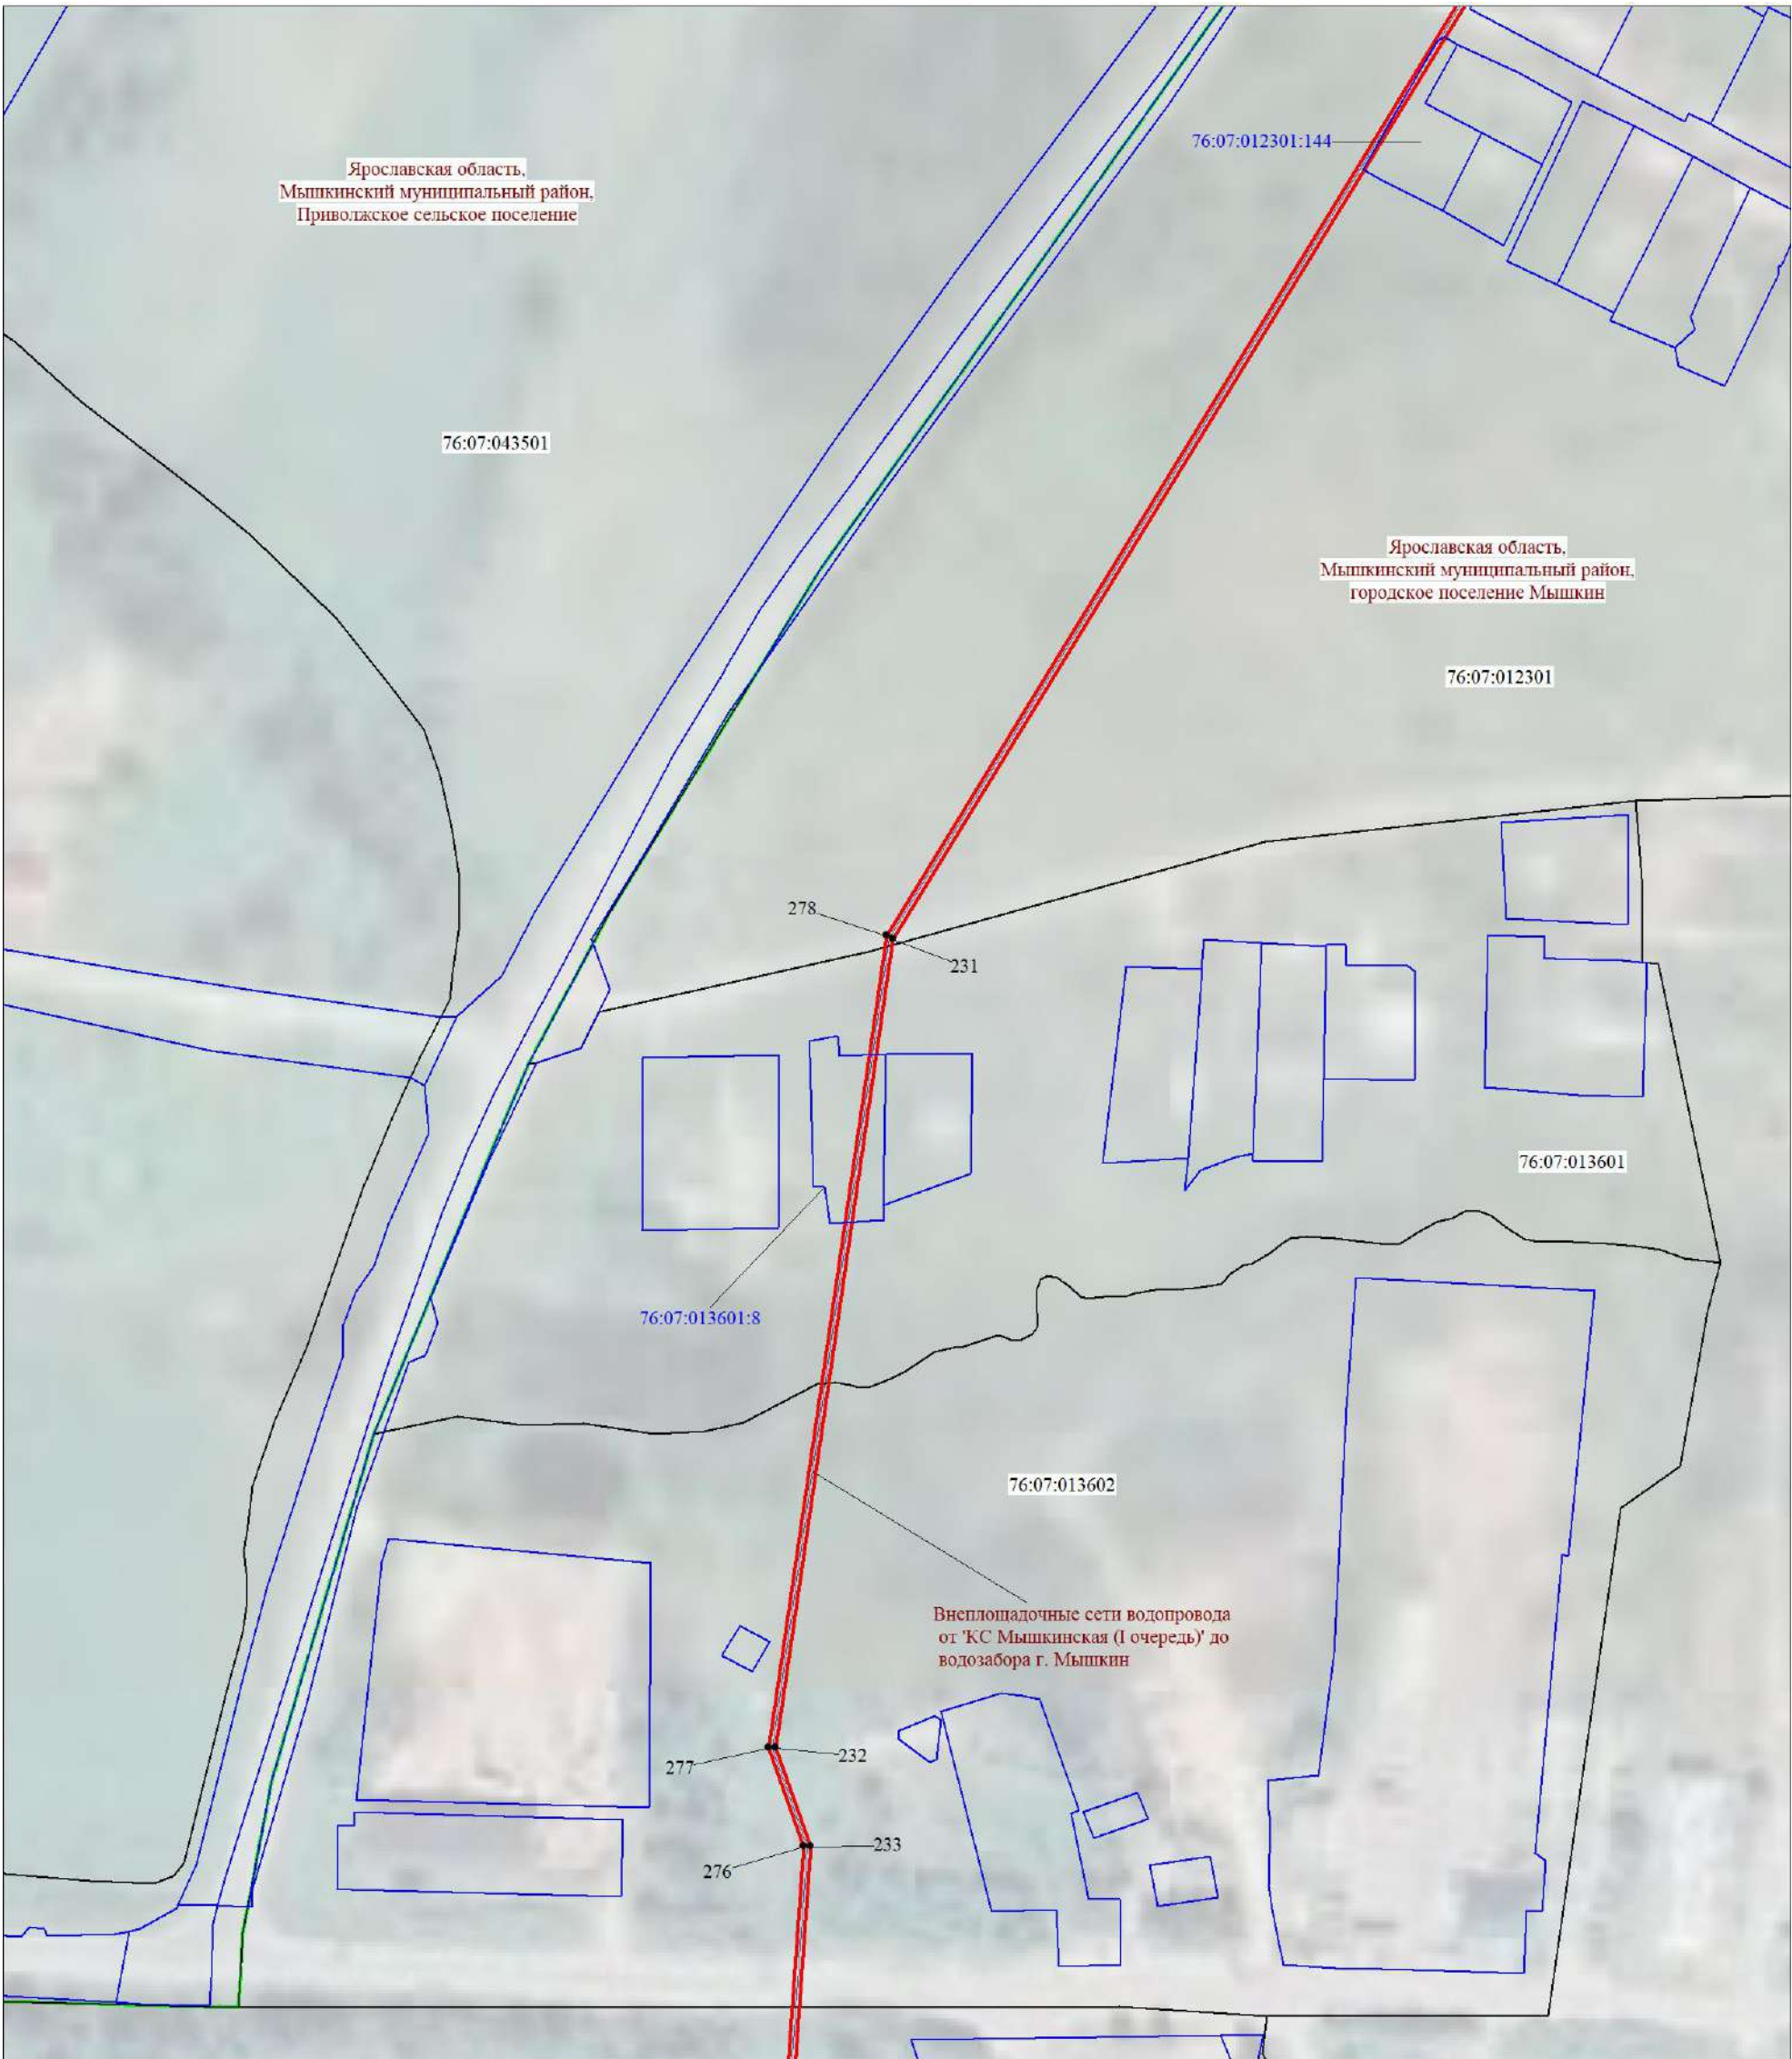 76:07:012301:144
Ярославская область,
Мышкинский муниципальный район,
Приволжское сельское поселение
76:07:043501
Ярославская область,
Мышкинский муниципальный район,
городское поселение Мышкин
76:07:012301
278
231
76:07:013601
76:07:013601:8
76:07:013602
Внеплощадочные сети водопровода
от 'КС Мышкинская (I очередь)' до
водозабора г. Мышкин
277
232
276
233